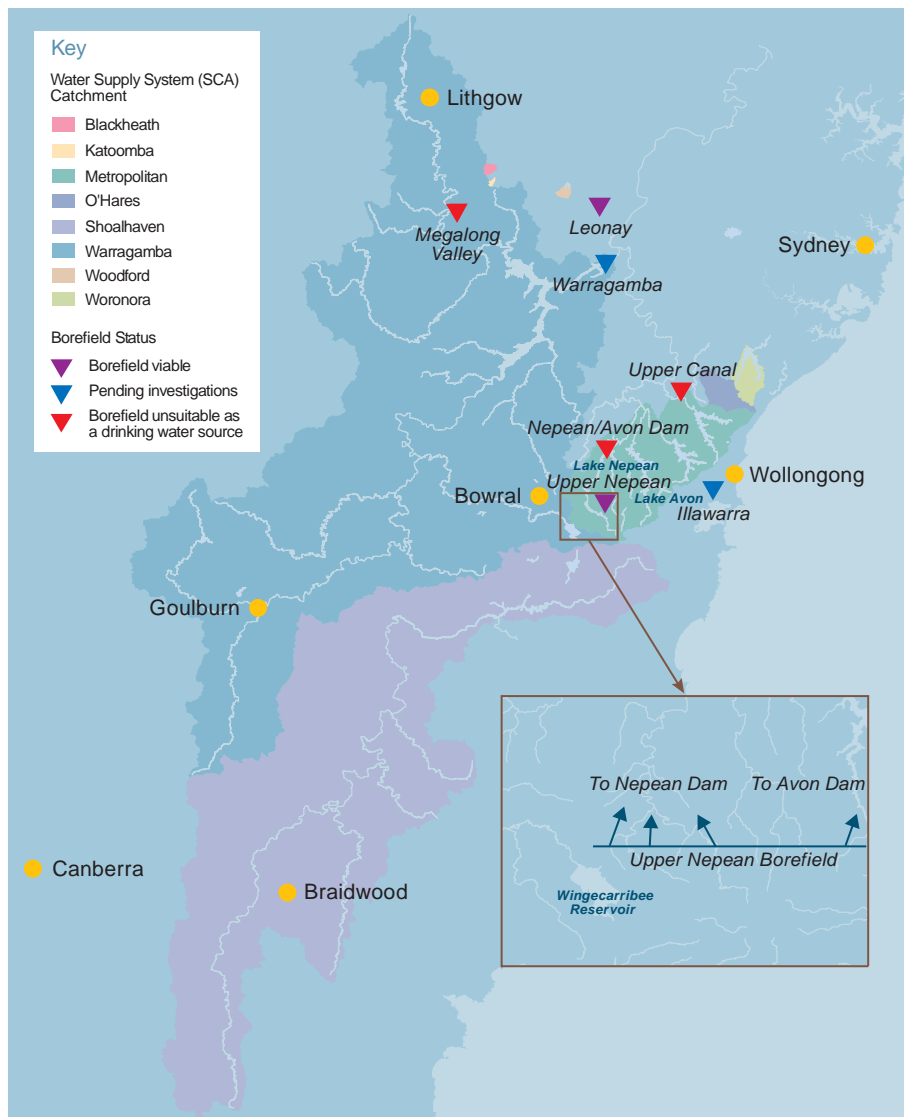 Key
Water Supply System (SCA)
Catchment
Blackheath
Katoomba
Metropolitan
O'Hares
Shoalhaven
Warragamba
Woodford
Woronora
Borefield Status
Borefield viable
Pending investigations
Borefield unsuitable as
a drinking water source
Lithgow
Megalong
Valley
Leonay
Sydney
Warragamba
Upper Canal
Nepean/Avon Dam
Lake Nepean
Upper Nepean
Lake Avon
Wollongong
Bowral
Illawarra
Goulburn
To Nepean Dam
To Avon Dam
Upper Nepean Borefield
Wingecarribee
Reservoir
Canberra
Braidwood